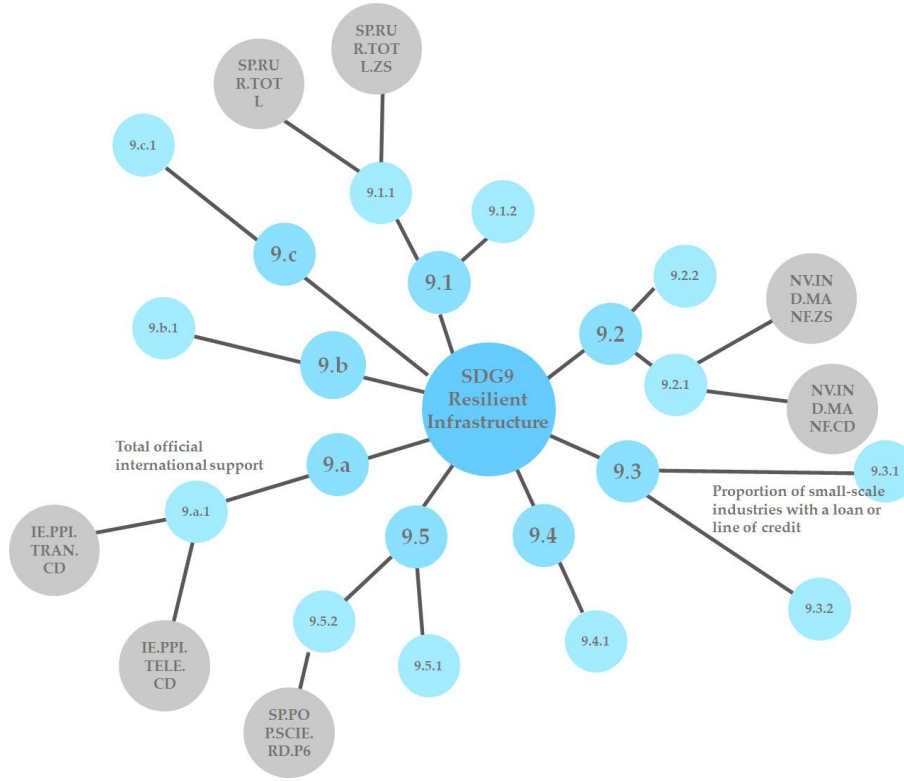 SP.RU
R.TOT
L.ZS
SP.RU
R.TOT
L
9.c.1
9.1.1
9.1.2
9.c
9.1
9.2.2
NV.IN
D.MA
NF.ZS
9.b.1
9.b
9.2
9.2.1
SDG9
Resilient
Infrastructure
NV.IN
D.MA
NF.CD
Total official
international support
9.a
9.3
9.3.1
Proportion of small-scale
industries with a loan or
line of credit
9.a.1
IE.PPI.
TRAN.
CD
9.5
9.4
9.3.2
9.5.2
9.4.1
IE.PPI.
TELE.
CD
9.5.1
SP.PO
P.SCIE.
RD.P6